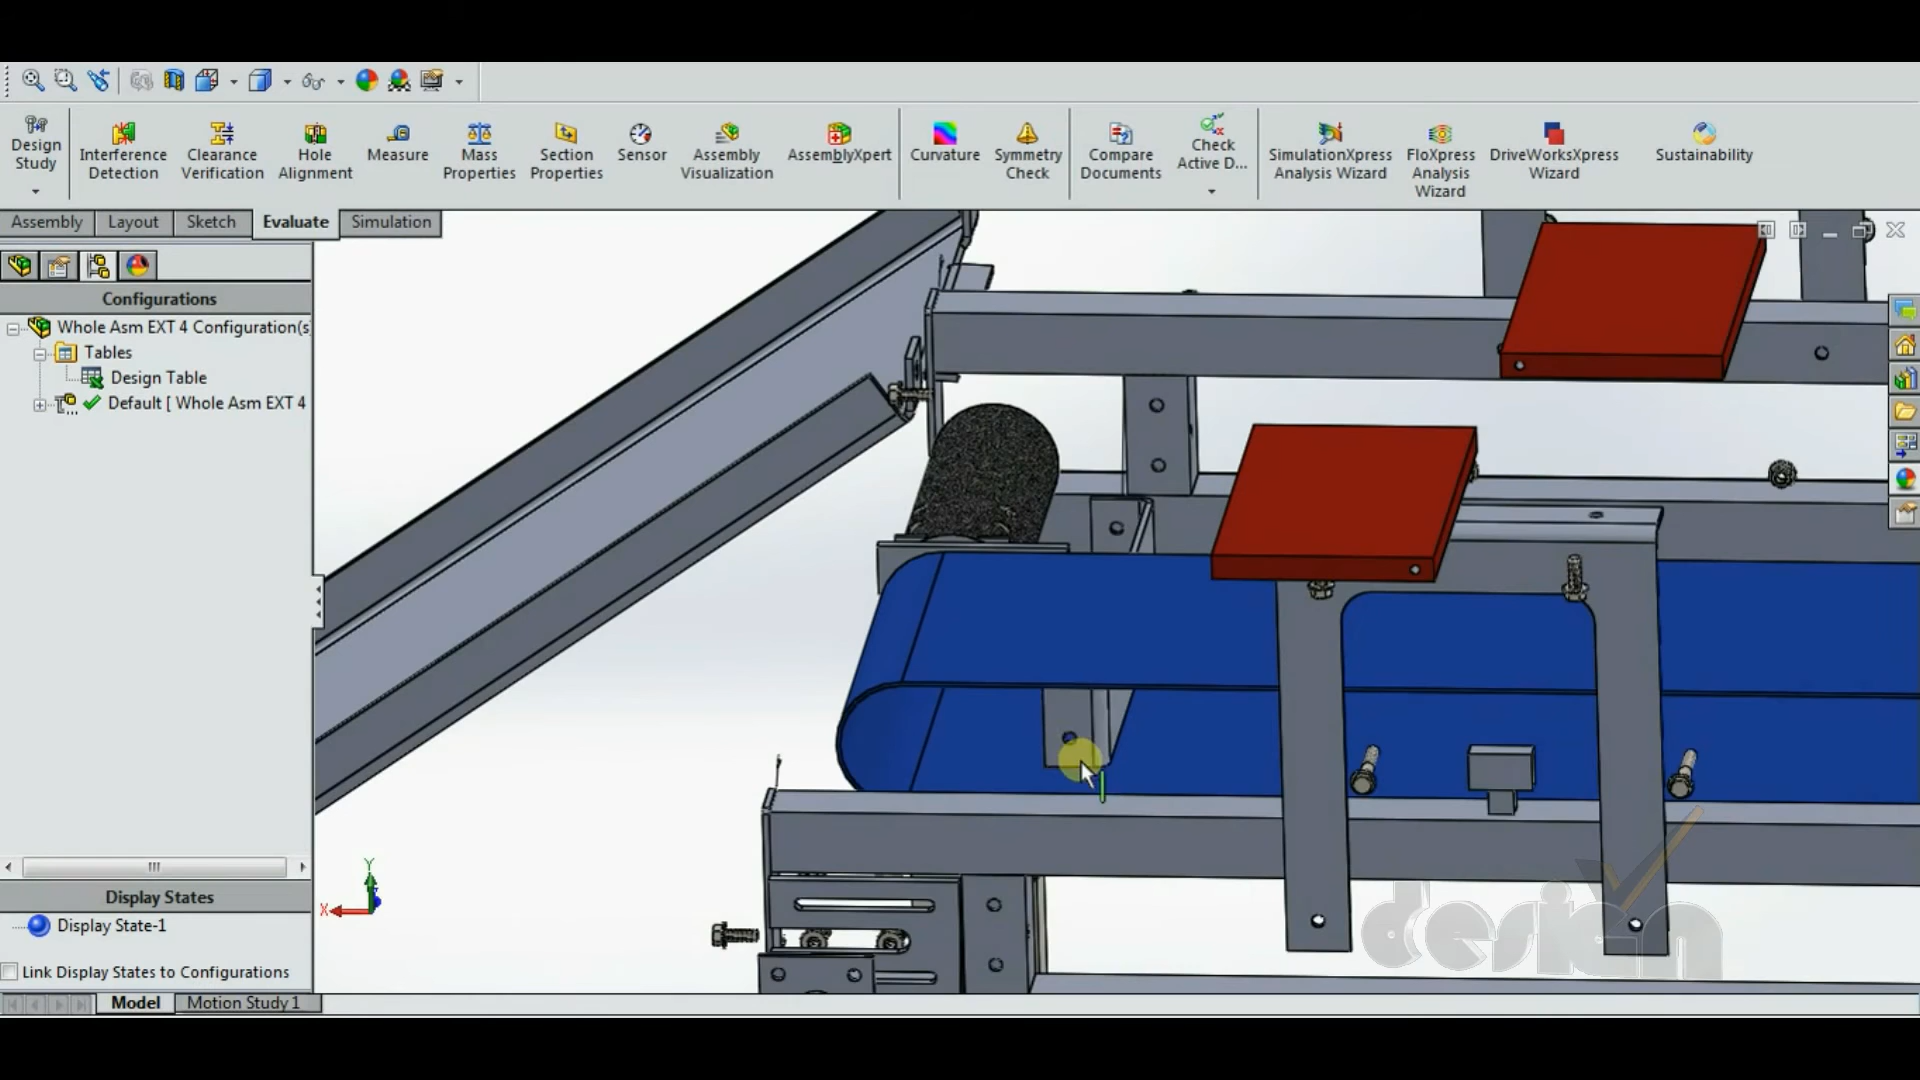 Design
Study
Interference
Detection
Clearance
Verification
Hole
Alignment
Measure
Mass
Properties
Section
Properties
Sensor
Assembly
Visualization
AssemblyXpert
Curvature
Symmetry
Check
Compare
Documents
Check
Active D...
SimulationXpress
Analysis Wizard
FloXpress
Analysis
Wizard
DriveWorksXpress
Wizard
Sustainability
Assembly
Layout
Sketch
Evaluate
Simulation
Configurations
Whole Asm EXT 4 Configuration(s
Tables
Design Table
Default [ Whole Asm EXT 4
Y
X
Display States
Display State-1
Link Display States to Configurations
Model
Motion Study 1
design